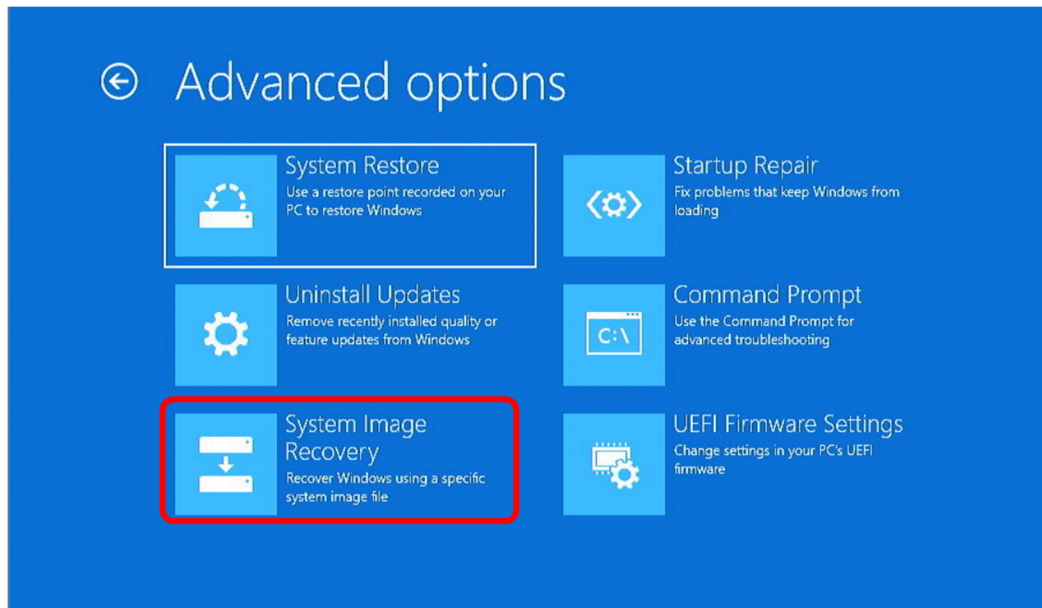 Advanced options
System Restore
Use a restore point recorded on your
PC to restore Windows
Startup Repair
Fix problems that keep Windows from
loading
Uninstall Updates
Remove recently installed quality or
feature updates from Windows
Command Prompt
Use the Command Prompt for
advanced troubleshooting
C:\
System Image
Recovery
Recover Windows using a specific
system image file
UEFI Firmware Settings
Change settings in your PC's UEFI
firmware